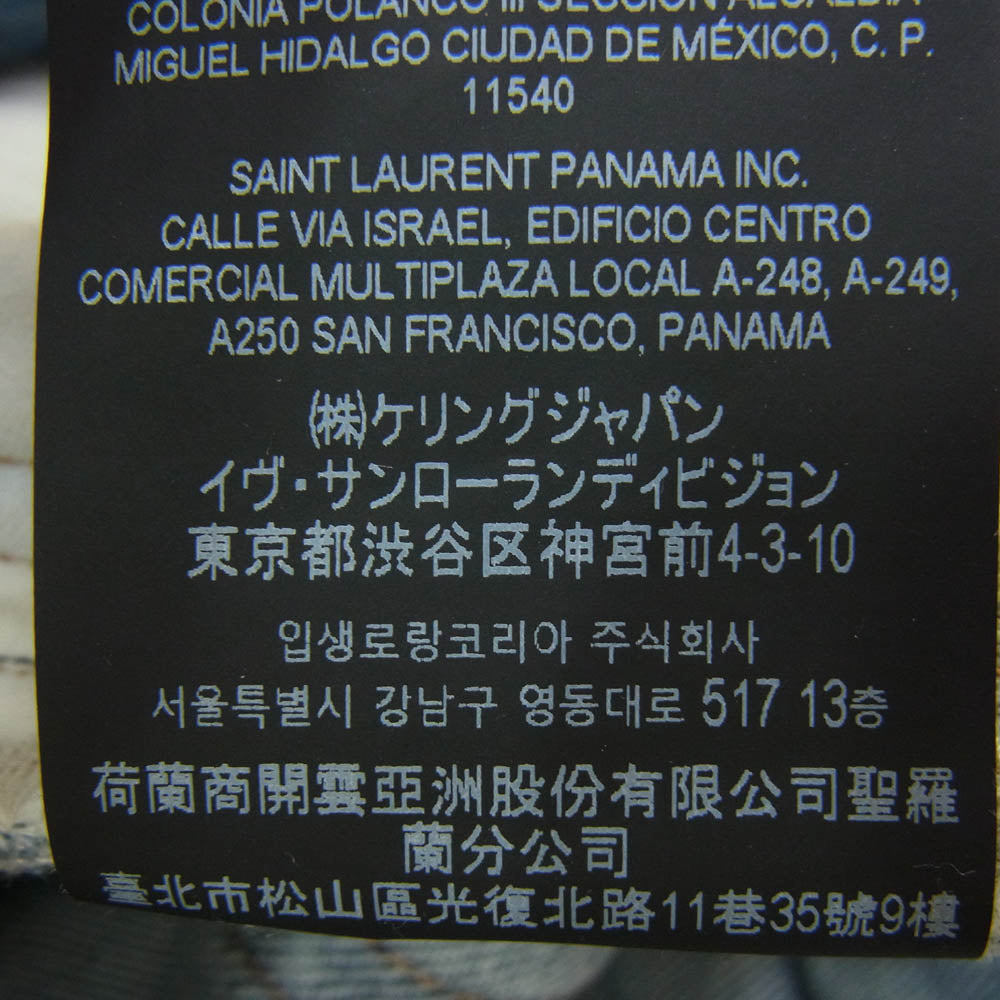 COLONIA POLANCO III SECCION ALCALDIA
MIGUEL HIDALGO CIUDAD DE MÉXICO, C. P.
11540
SAINT LAURENT PANAMA INC.
CALLE VIA ISRAEL, EDIFICIO CENTRO
COMERCIAL MULTIPLAZA LOCAL A-248, A-249,
A250 SAN FRANCISCO, PANAMA
(株)ケリングジャパン
イヴ・サンローランディビジョン
東京都渋谷区神宮前4-3-10
입생로랑코리아 주식회사
서울특별시 강남구 영동대로 517 13층
荷蘭商開雲亞洲股份有限公司聖羅
蘭分公司
臺北市松山區光復北路11巷35號9樓